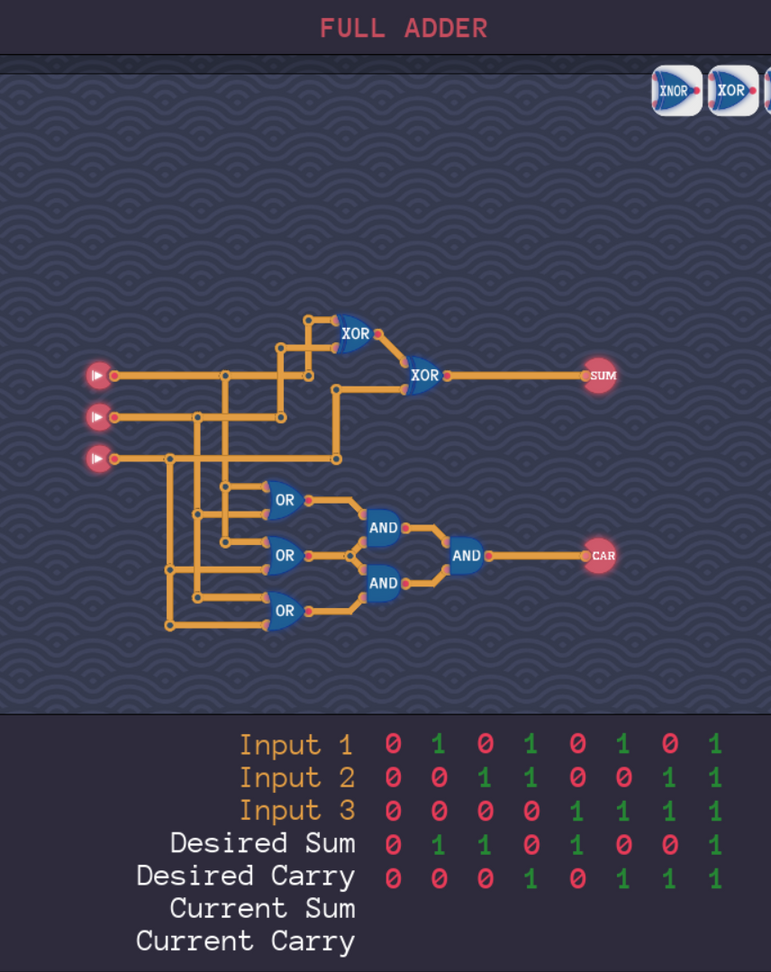 FULL ADDER
XNOR XOR
XOR
XOR SUM
OR
AND
OR AND CAR
AND
OR
Input 1 0 1 0 1 0 1 0 1
Input 2 0 0 1 1 0 0 1 1
Input 3 0 0 0 0 1 1 1 1
Desired Sum 0 1 1 0 1 0 0 1
Desired Carry 0 0 0 1 0 1 1 1
Current Sum
Current Carry